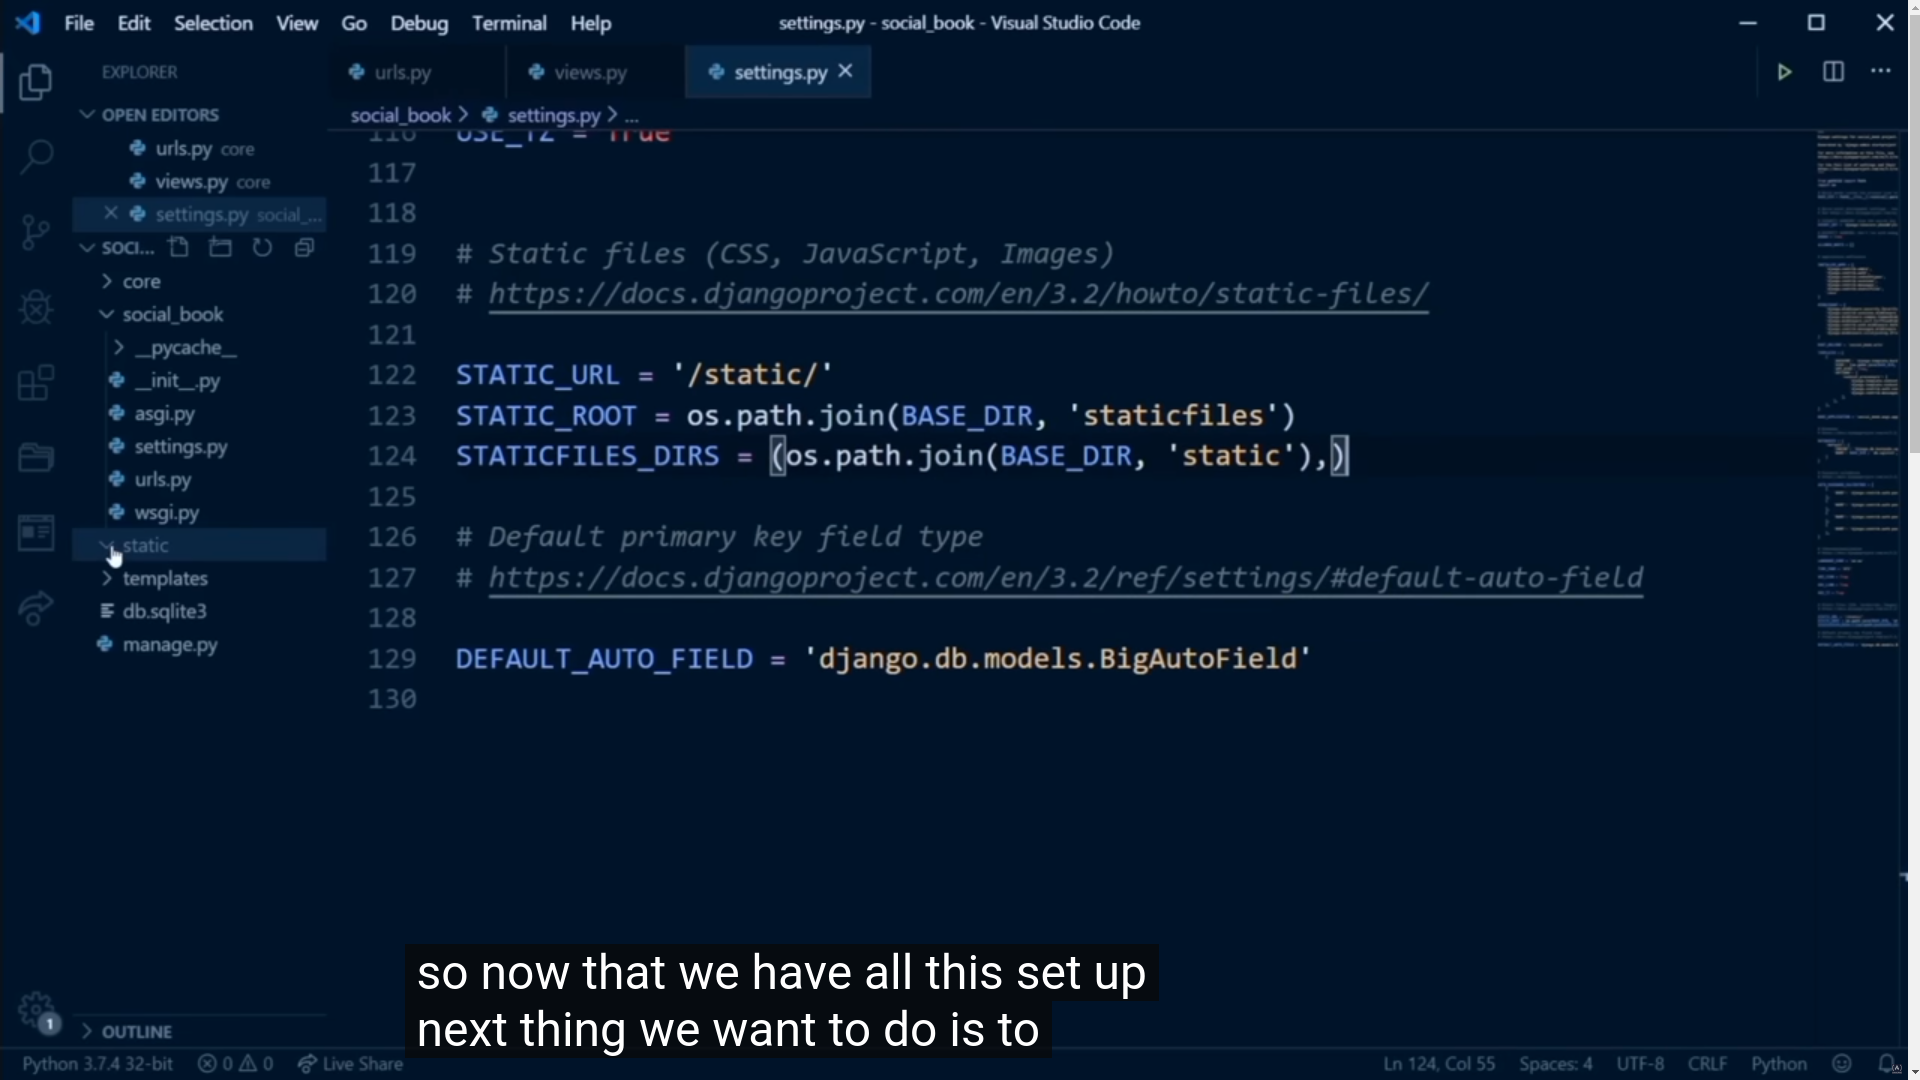 File Edit Selection View Go Debug Terminal Help
settings.py - social_book - Visual Studio Code
EXPLORER
urls.py
views.py
settings.py
OPEN EDITORS
urls.py core
views.py core
settings.py social_...
SOCI...
core
social_book
__pycache__
__init__.py
asgi.py
settings.py
urls.py
wsgi.py
static
templates
db.sqlite3
manage.py
OUTLINE
social_book > settings.py > ...
116 USE_TZ = True
117
118
119 # Static files (CSS, JavaScript, Images)
120 # https://docs.djangoproject.com/en/3.2/howto/static-files/
121
122 STATIC_URL = '/static/'
123 STATIC_ROOT = os.path.join(BASE_DIR, 'staticfiles')
124 STATICFILES_DIRS = (os.path.join(BASE_DIR, 'static'),)
125
126 # Default primary key field type
127 # https://docs.djangoproject.com/en/3.2/ref/settings/#default-auto-field
128
129 DEFAULT_AUTO_FIELD = 'django.db.models.BigAutoField'
130
so now that we have all this set up
next thing we want to do is to
1
Python 3.7.4 32-bit 0 0 Live Share
Ln 124, Col 55 Spaces: 4 UTF-8 CRLF Python